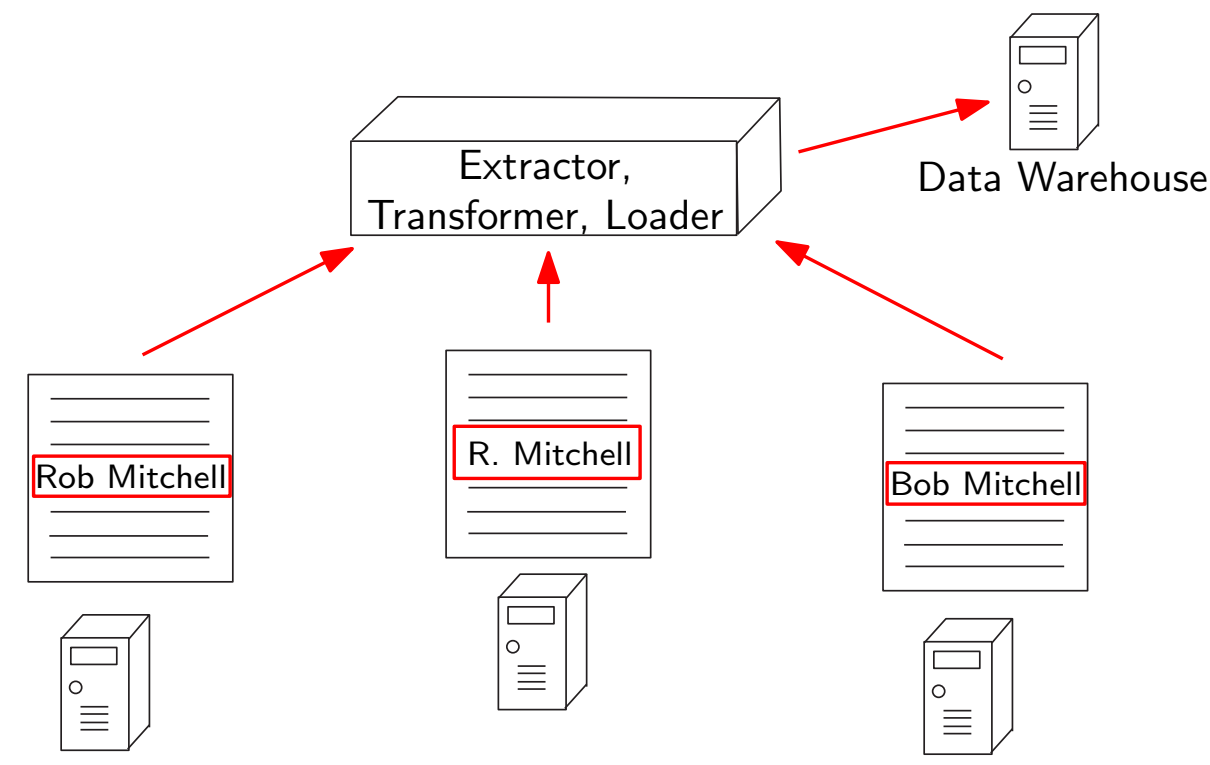 Extractor,
Transformer, Loader
Data Warehouse
Rob Mitchell
R. Mitchell
Bob Mitchell